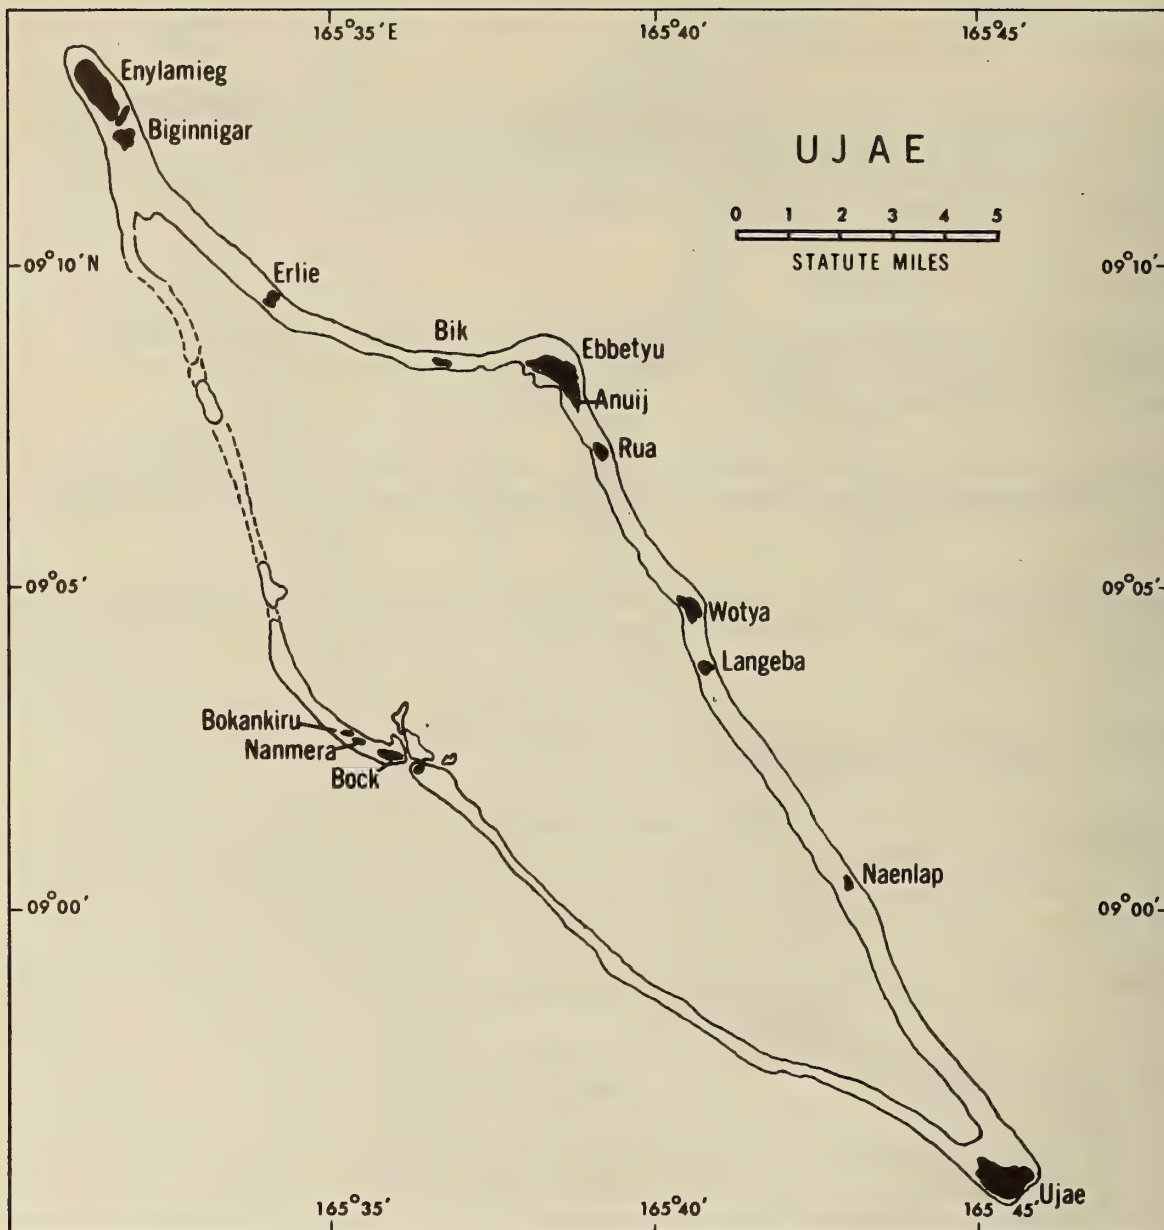 165°35'E 165°40' 165°45'
Enylamieg
Biginnigar
UJAE
0 1 2 3 4 5
STATUTE MILES
09°10'N 09°10'
Erlie
Bik
Ebbetyu
Anuij
Rua
09°05' 09°05'
Wotya
Langeba
Bokankiru
Nanmera
Bock
Naenlap
09°00' 09°00'
Ujae
165°35' 165°40' 165°45'